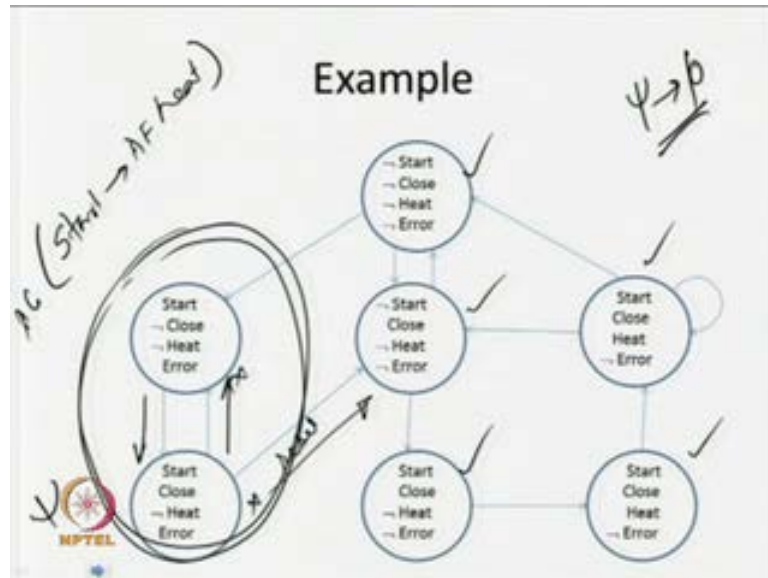 Example
AG (Start → AF heat)
ψ → p
¬ Start
¬ Close
¬ Heat
¬ Error
Start
¬ Close
¬ Heat
Error
¬ Start
Close
¬ Heat
¬ Error
Start
Close
Heat
¬ Error
Start
Close
¬ Heat
Error
Start
Close
¬ Heat
¬ Error
Start
Close
Heat
¬ Error
ψ
NPTEL